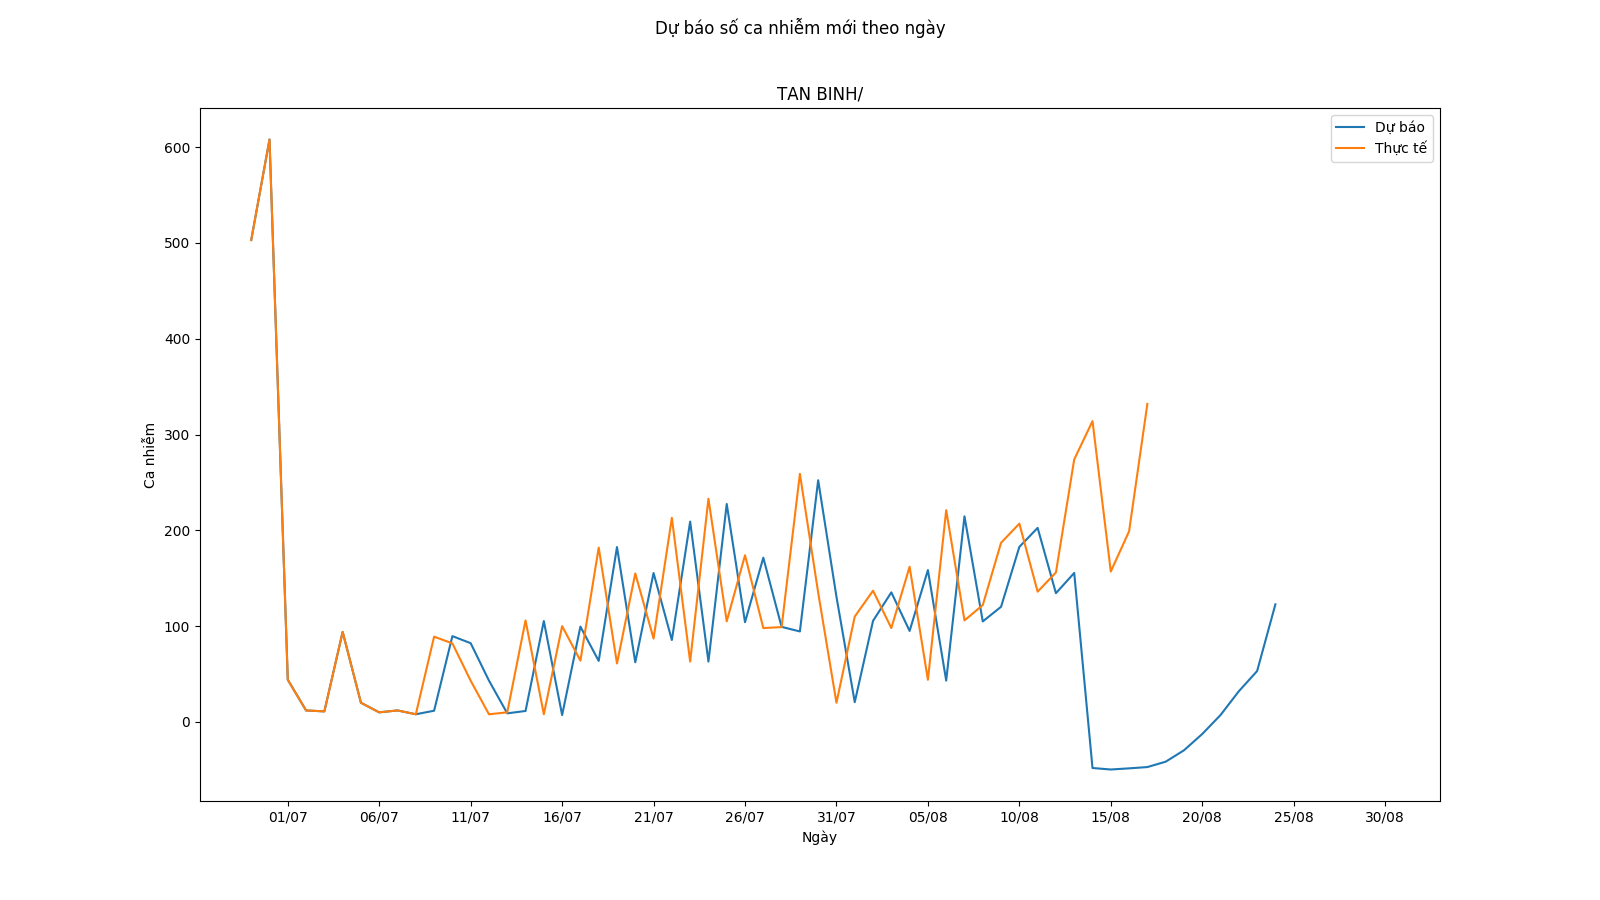 Dự báo số ca nhiễm mới theo ngày
TAN BINH/
Dự báo
Thực tế
Ca nhiễm
600
500
400
300
200
100
0
01/07 06/07 11/07 16/07 21/07 26/07 31/07 05/08 10/08 15/08 20/08 25/08 30/08
Ngày